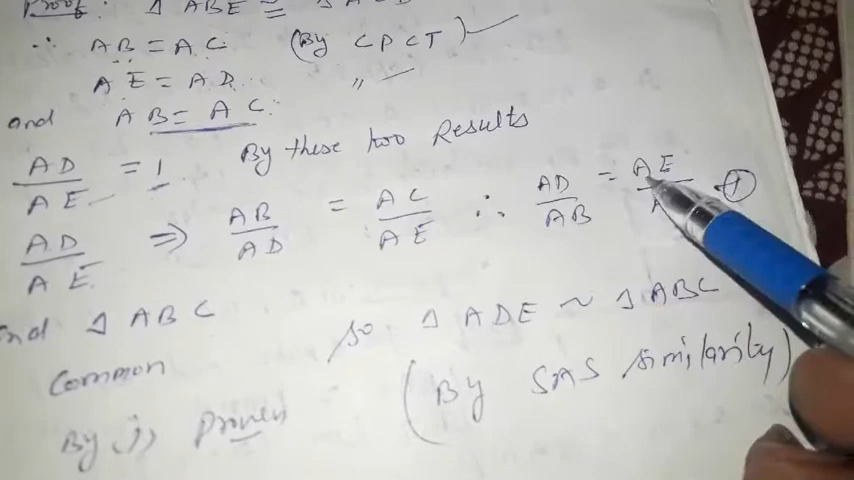 Proof: △ ABE ≅ △ ACD
∴ AB = AC (By CPCT)
AE = AD. "
and AB = AC.
AD/AE = 1 By these two Results
AD/AE ⇒ AB/AD = AC/AE ∴ AD/AB = AE/A ①
and △ ABC
so △ ADE ~ △ ABC
Common
(By SAS similarity)
By (i) Proven